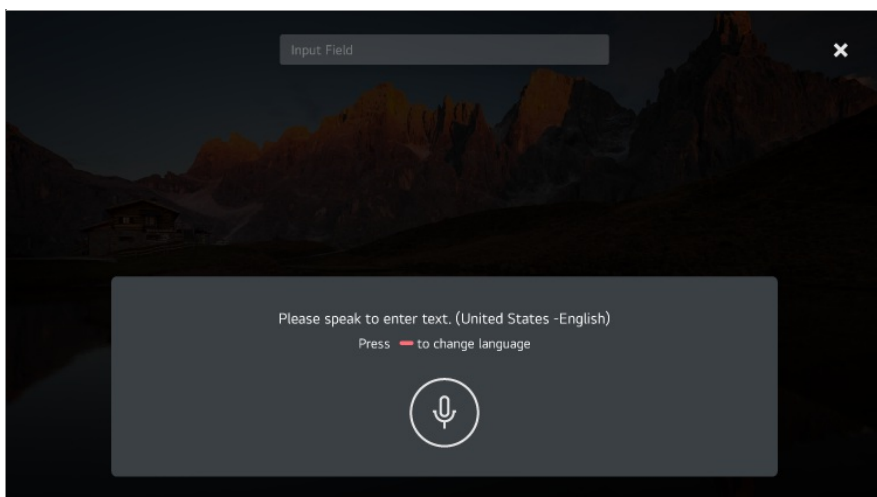 Input Field
Please speak to enter text. (United States -English)
Press to change language